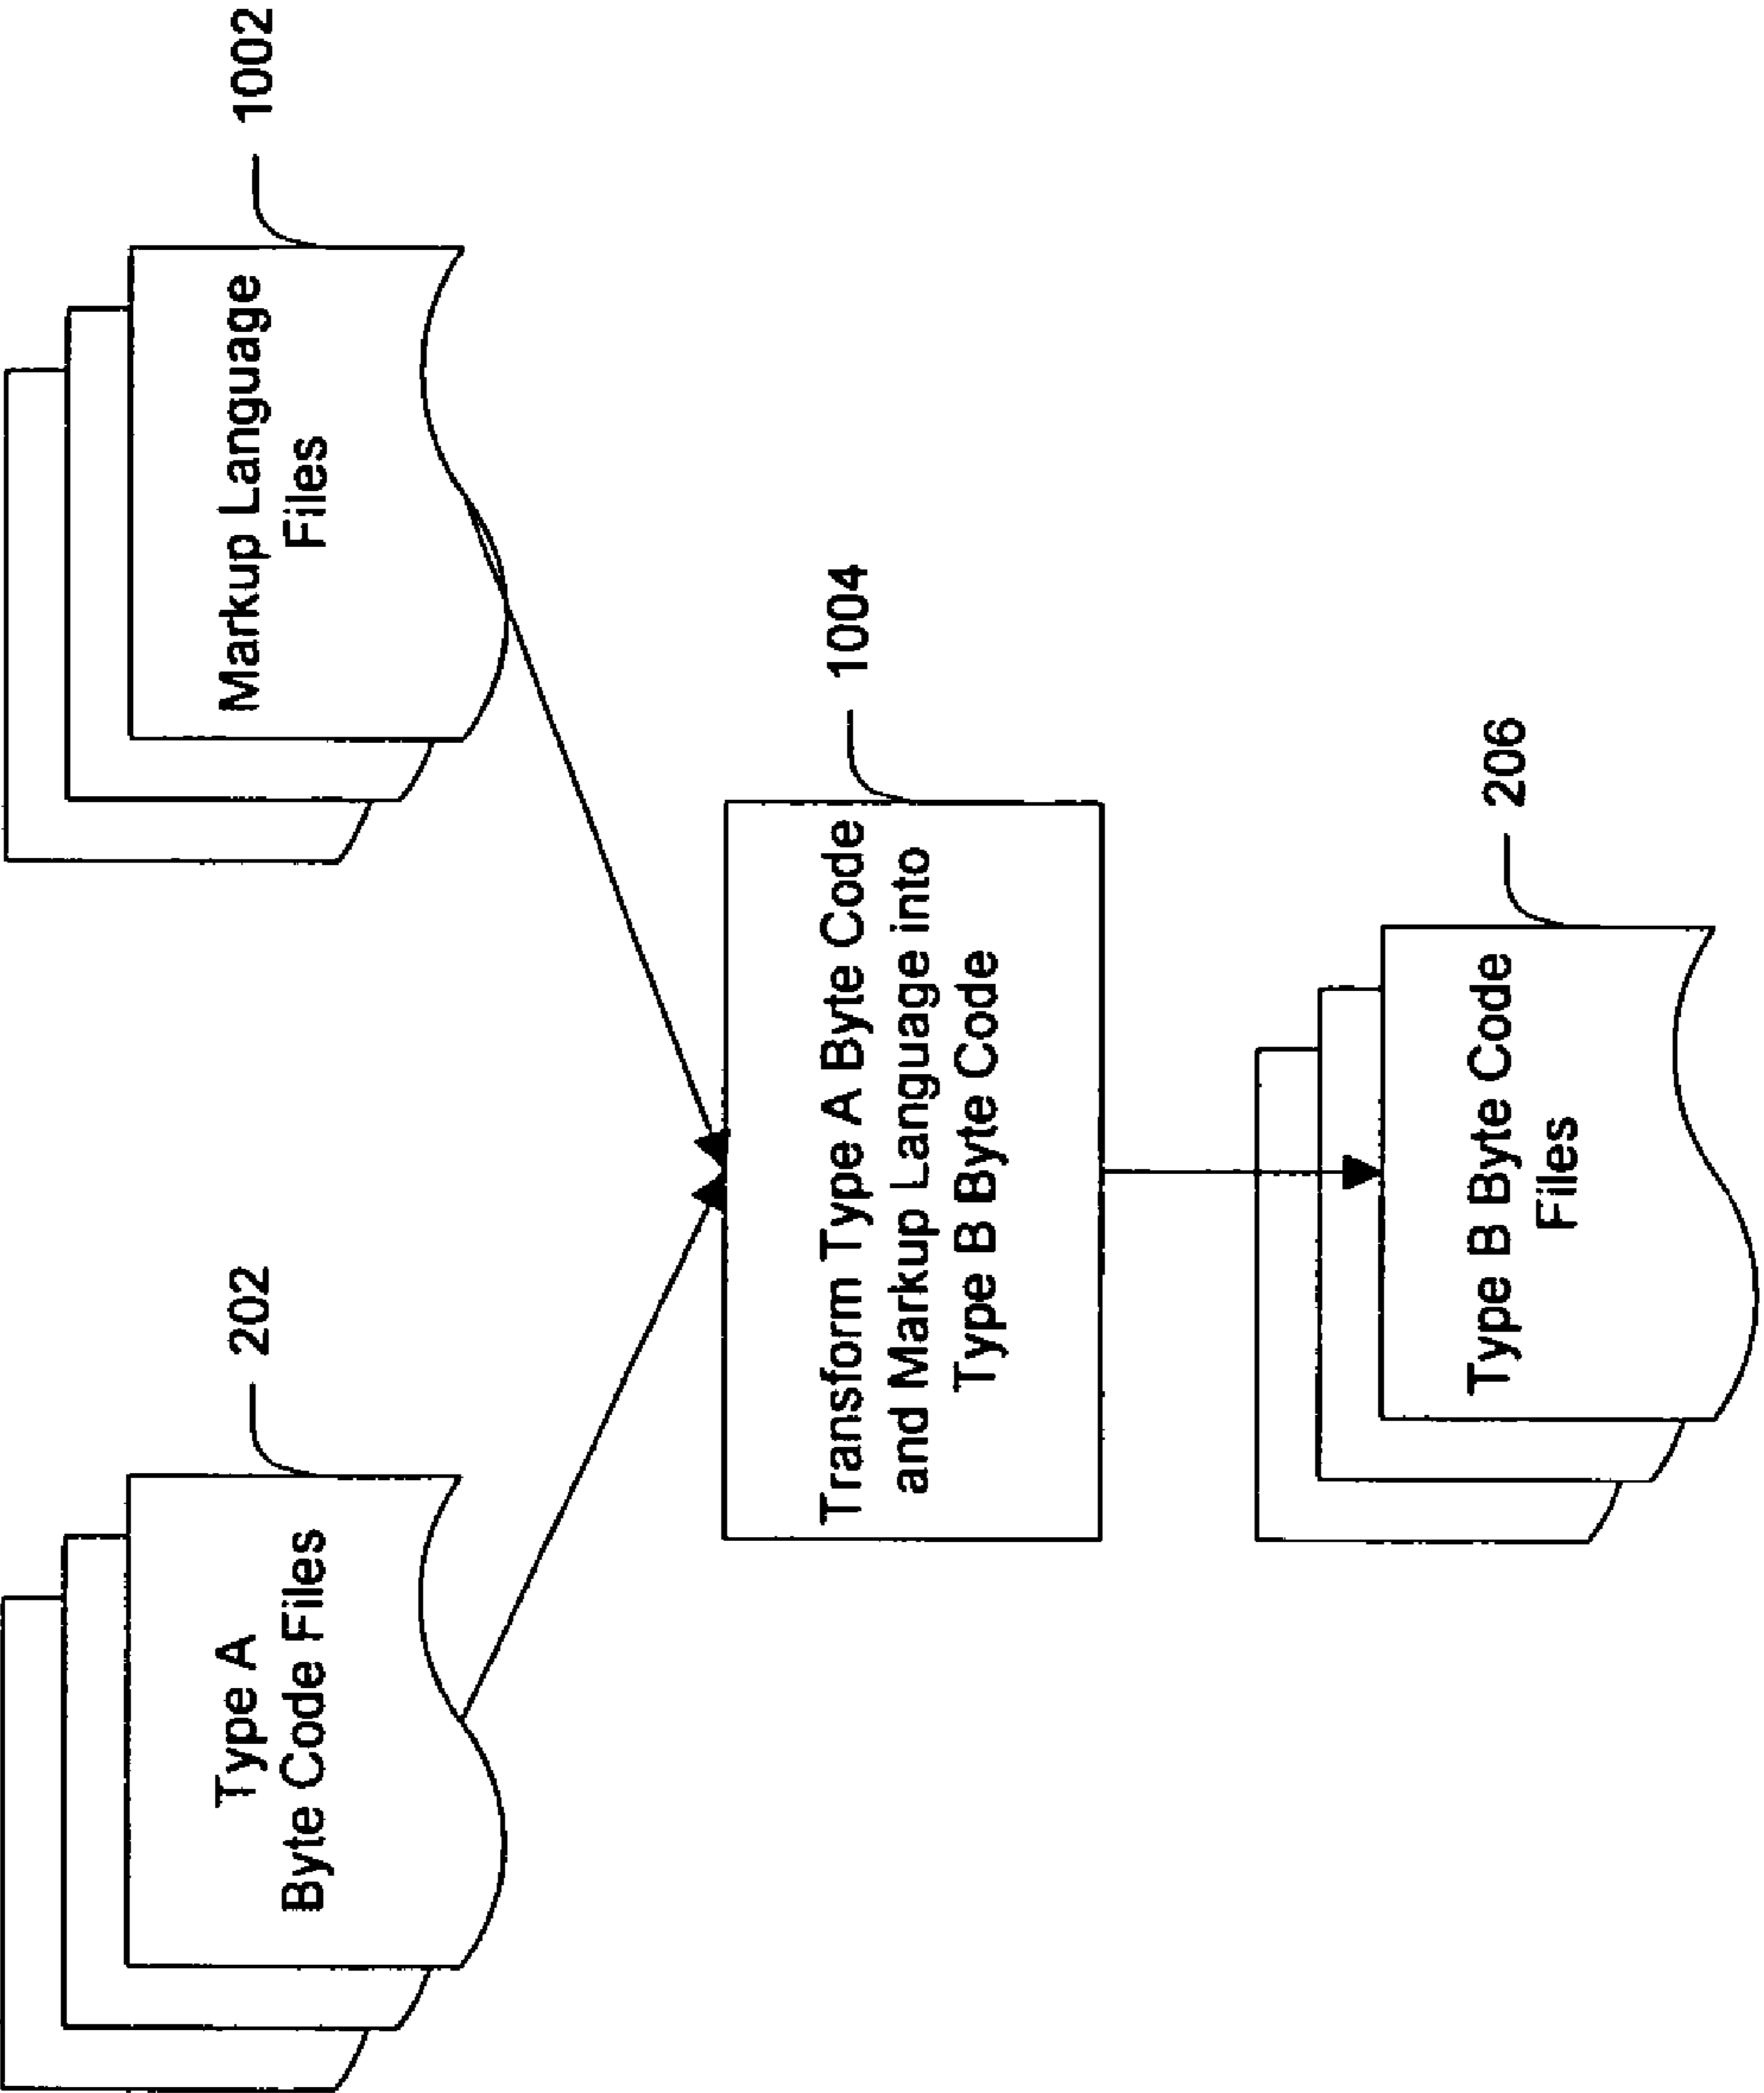 Type A
Byte Code Files
202
Markup Language
Files
1002
Transform Type A Byte Code
and Markup Language into
Type B Byte Code
1004
Type B Byte Code
Files
206